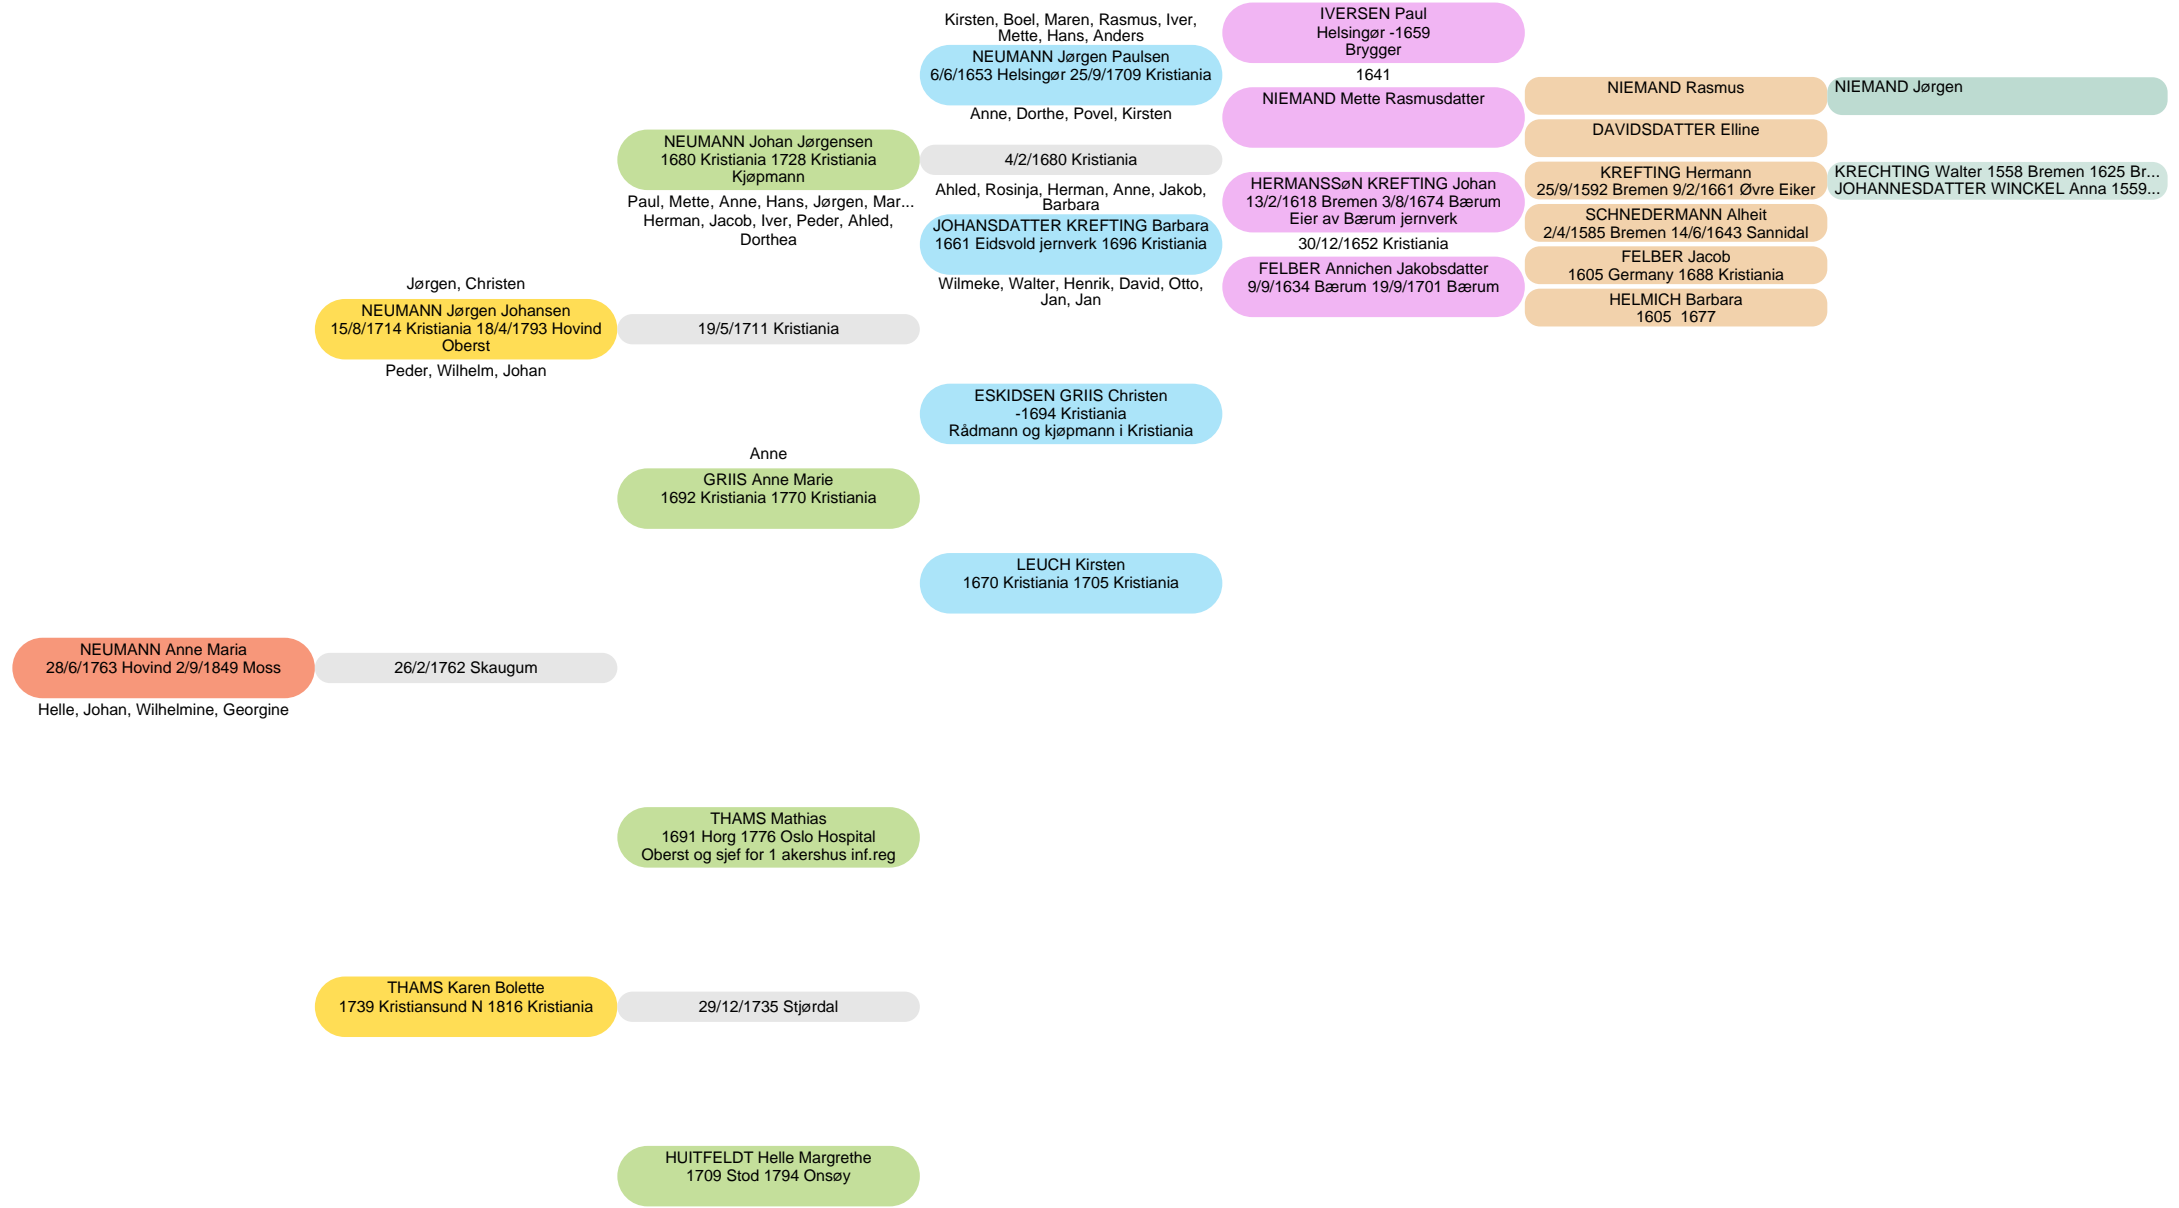 Kirsten, Boel, Maren, Rasmus, Iver,
Mette, Hans, Anders
NEUMANN Jørgen Paulsen
6/6/1653 Helsingør 25/9/1709 Kristiania
Anne, Dorthe, Povel, Kirsten
IVERSEN Paul
Helsingør -1659
Brygger
1641
NIEMAND Mette Rasmusdatter
NIEMAND Rasmus
NIEMAND Jørgen
DAVIDSDATTER Elline
NEUMANN Johan Jørgensen
1680 Kristiania 1728 Kristiania
Kjøpmann
Paul, Mette, Anne, Hans, Jørgen, Mar...
Herman, Jacob, Iver, Peder, Ahled,
Dorthea
4/2/1680 Kristiania
Ahled, Rosinja, Herman, Anne, Jakob,
Barbara
JOHANSDATTER KREFTING Barbara
1661 Eidsvold jernverk 1696 Kristiania
Wilmeke, Walter, Henrik, David, Otto,
Jan, Jan
HERMANSSøN KREFTING Johan
13/2/1618 Bremen 3/8/1674 Bærum
Eier av Bærum jernverk
30/12/1652 Kristiania
FELBER Annichen Jakobsdatter
9/9/1634 Bærum 19/9/1701 Bærum
KREFTING Hermann
25/9/1592 Bremen 9/2/1661 Øvre Eiker
KRECHTING Walter 1558 Bremen 1625 Br...
JOHANNESDATTER WINCKEL Anna 1559...
SCHNEDERMANN Alheit
2/4/1585 Bremen 14/6/1643 Sannidal
FELBER Jacob
1605 Germany 1688 Kristiania
HELMICH Barbara
1605  1677
Jørgen, Christen
NEUMANN Jørgen Johansen
15/8/1714 Kristiania 18/4/1793 Hovind
Oberst
Peder, Wilhelm, Johan
19/5/1711 Kristiania
ESKIDSEN GRIIS Christen
-1694 Kristiania
Rådmann og kjøpmann i Kristiania
Anne
GRIIS Anne Marie
1692 Kristiania 1770 Kristiania
LEUCH Kirsten
1670 Kristiania 1705 Kristiania
NEUMANN Anne Maria
28/6/1763 Hovind 2/9/1849 Moss
Helle, Johan, Wilhelmine, Georgine
26/2/1762 Skaugum
THAMS Mathias
1691 Horg 1776 Oslo Hospital
Oberst og sjef for 1 akershus inf.reg
THAMS Karen Bolette
1739 Kristiansund N 1816 Kristiania
29/12/1735 Stjørdal
HUITFELDT Helle Margrethe
1709 Stod 1794 Onsøy